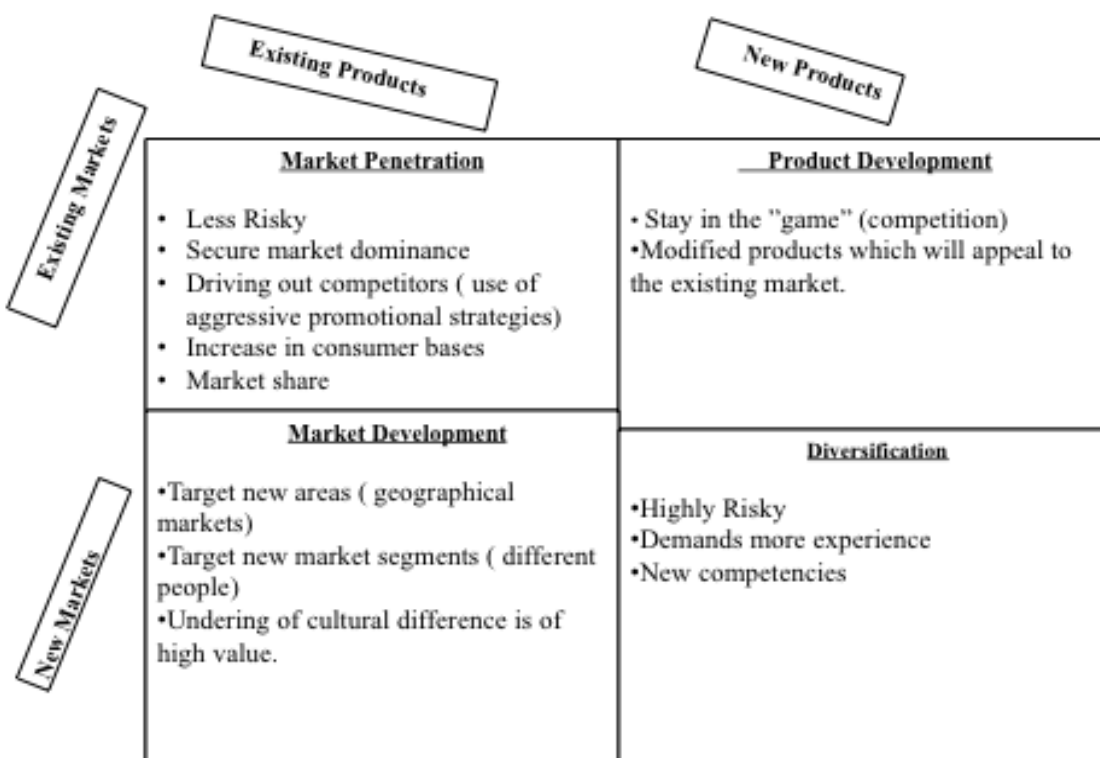 Existing Products
New Products
Existing Markets
Market Penetration
• Less Risky
• Secure market dominance
• Driving out competitors ( use of
aggressive promotional strategies)
• Increase in consumer bases
• Market share
Product Development
• Stay in the ”game” (competition)
•Modified products which will appeal to
the existing market.
New Markets
Market Development
•Target new areas ( geographical
markets)
•Target new market segments ( different
people)
•Undering of cultural difference is of
high value.
Diversification
•Highly Risky
•Demands more experience
•New competencies